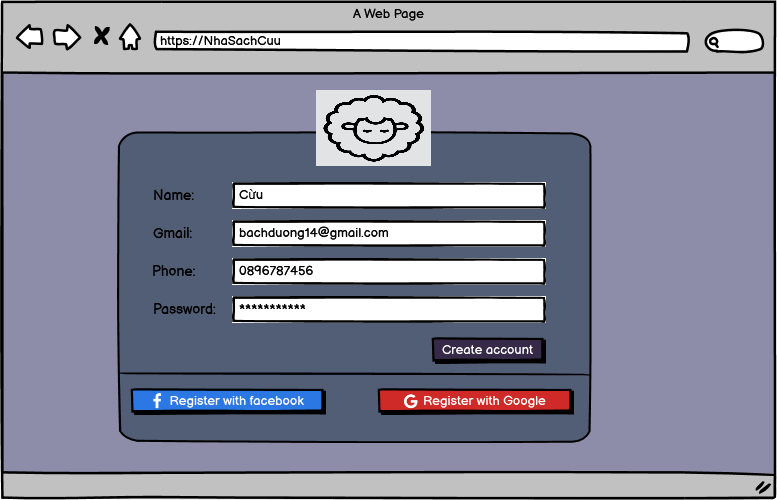 A Web Page
https://NhaSachCuu
Name: Cừu
Gmail: bachduong14@gmail.com
Phone: 0896787456
Password: ***********
Create account
Register with facebook
Register with Google